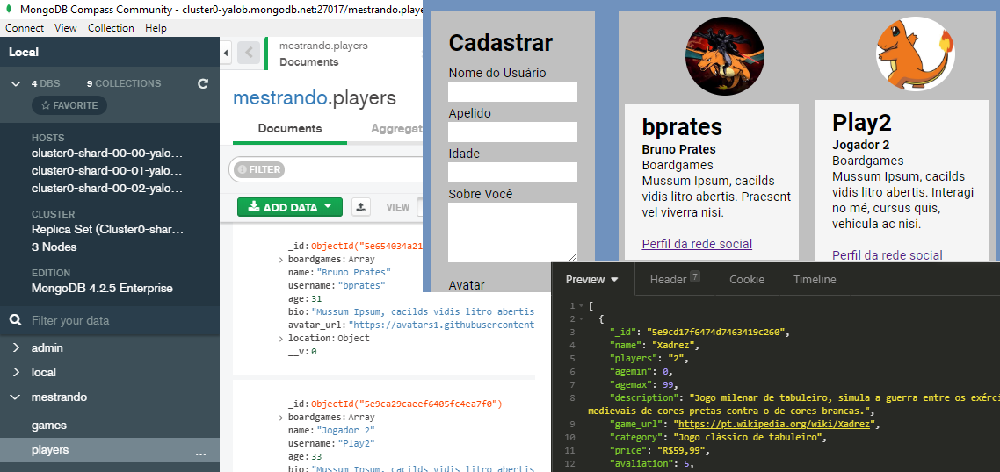 MongoDB Compass Community - cluster0-yalob.mongodb.net:27017/mestrando.playe
Connect View Collection Help
Local
4 DBS 9 COLLECTIONS
FAVORITE
HOSTS
cluster0-shard-00-00-yalo...
cluster0-shard-00-01-yalo...
cluster0-shard-00-02-yalo...
CLUSTER
Replica Set (Cluster0-shar...
3 Nodes
EDITION
MongoDB 4.2.5 Enterprise
Filter your data
admin
local
mestrando
games
players ...
mestrando.players
Documents
mestrando.players
Documents Aggregat
FILTER
ADD DATA VIEW
_id: ObjectId("5e654034a21
boardgames: Array
name: "Bruno Prates"
username: "bprates"
age: 31
bio: "Mussum Ipsum, cacilds vidis litro abertis
avatar_url: "https://avatars1.githubusercontent
location: Object
__v: 0
_id: ObjectId("5e9ca29caeef6405fc4ea7f0")
boardgames: Array
name: "Jogador 2"
username: "Play2"
age: 33
bio: "Mussum Ipsum, cacilds vidis litro abertis
Cadastrar
Nome do Usuário
Apelido
Idade
Sobre Você
Avatar
bprates
Bruno Prates
Boardgames
Mussum Ipsum, cacilds
vidis litro abertis. Praesent
vel viverra nisi.
Perfil da rede social
Play2
Jogador 2
Boardgames
Mussum Ipsum, cacilds
vidis litro abertis. Interagi
no mé, cursus quis,
vehicula ac nisi.
Perfil da rede social
Preview Header 7 Cookie Timeline
1 [
2 {
3 "_id": "5e9cd17f6474d7463419c260",
4 "name": "Xadrez",
5 "players": "2",
6 "agemin": 0,
7 "agemax": 99,
8 "description": "Jogo milenar de tabuleiro, simula a guerra entre os exérci
medievais de cores pretas contra o de cores brancas.",
9 "game_url": "https://pt.wikipedia.org/wiki/Xadrez",
10 "category": "Jogo clássico de tabuleiro",
11 "price": "R$59,99",
12 "avaliation": 5,